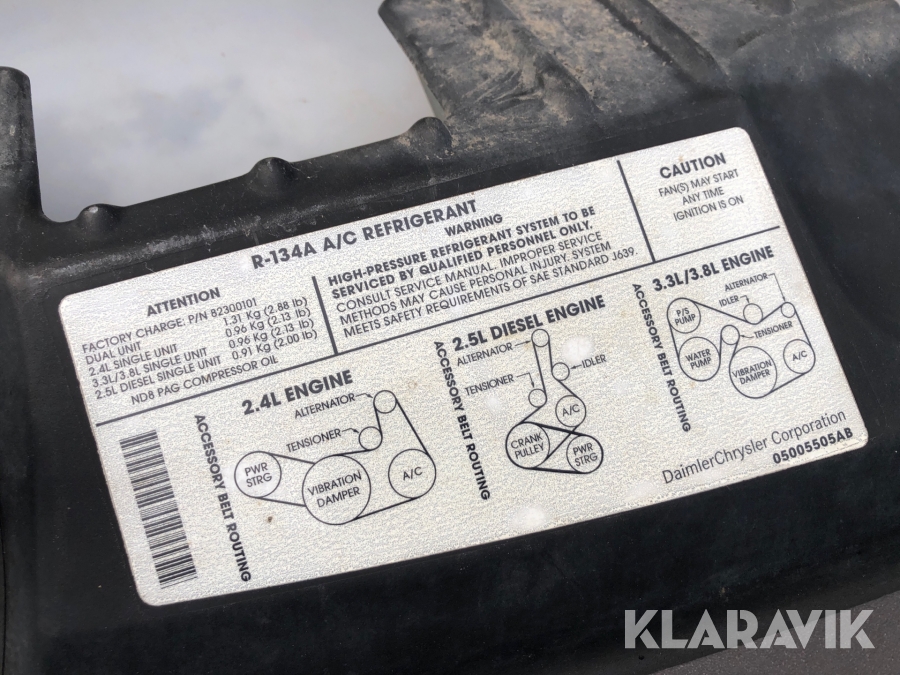 R-134A A/C REFRIGERANT
ATTENTION
FACTORY CHARGE: P/N 82300101
DUAL UNIT 1.31 Kg (2.88 lb)
2.4L SINGLE UNIT 0.96 Kg (2.13 lb)
3.3L/3.8L SINGLE UNIT 0.96 Kg (2.13 lb)
2.5L DIESEL SINGLE UNIT 0.91 Kg (2.00 lb)
ND8 PAG COMPRESSOR OIL
WARNING
HIGH-PRESSURE REFRIGERANT SYSTEM TO BE
SERVICED BY QUALIFIED PERSONNEL ONLY.
CONSULT SERVICE MANUAL. IMPROPER SERVICE
METHODS MAY CAUSE PERSONAL INJURY. SYSTEM
MEETS SAFETY REQUIREMENTS OF SAE STANDARD J639.
CAUTION
FAN(S) MAY START
ANY TIME
IGNITION IS ON
ACCESSORY BELT ROUTING
2.4L ENGINE
ALTERNATOR
TENSIONER
PWR
STRG
VIBRATION
DAMPER
A/C
ACCESSORY BELT ROUTING
2.5L DIESEL ENGINE
ALTERNATOR
IDLER
TENSIONER
A/C
CRANK
PULLEY
PWR
STRG
ACCESSORY BELT ROUTING
3.3L/3.8L ENGINE
ALTERNATOR
IDLER
P/S
PUMP
TENSIONER
WATER
PUMP
VIBRATION
DAMPER
A/C
DaimlerChrysler Corporation
05005505AB
KLARAVIK